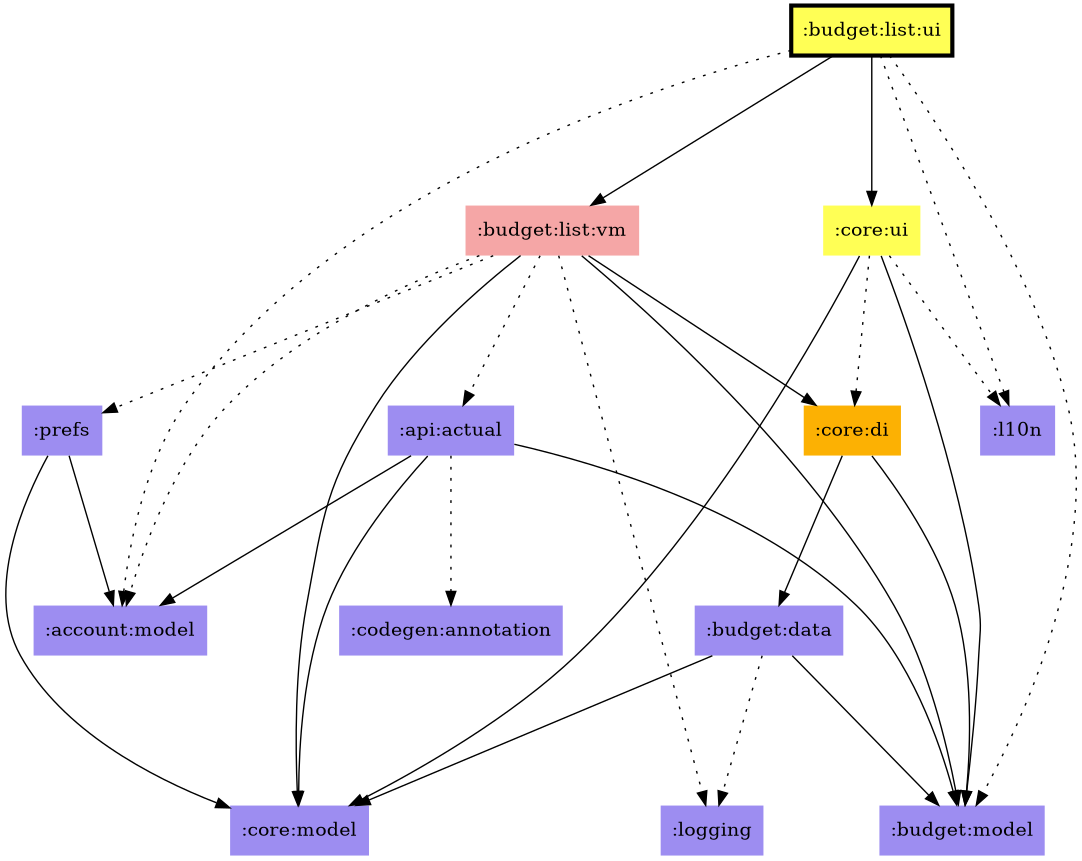 :budget:list:ui
:budget:list:vm
:core:ui
:prefs
:api:actual
:core:di
:l10n
:account:model
:codegen:annotation
:budget:data
:core:model
:logging
:budget:model